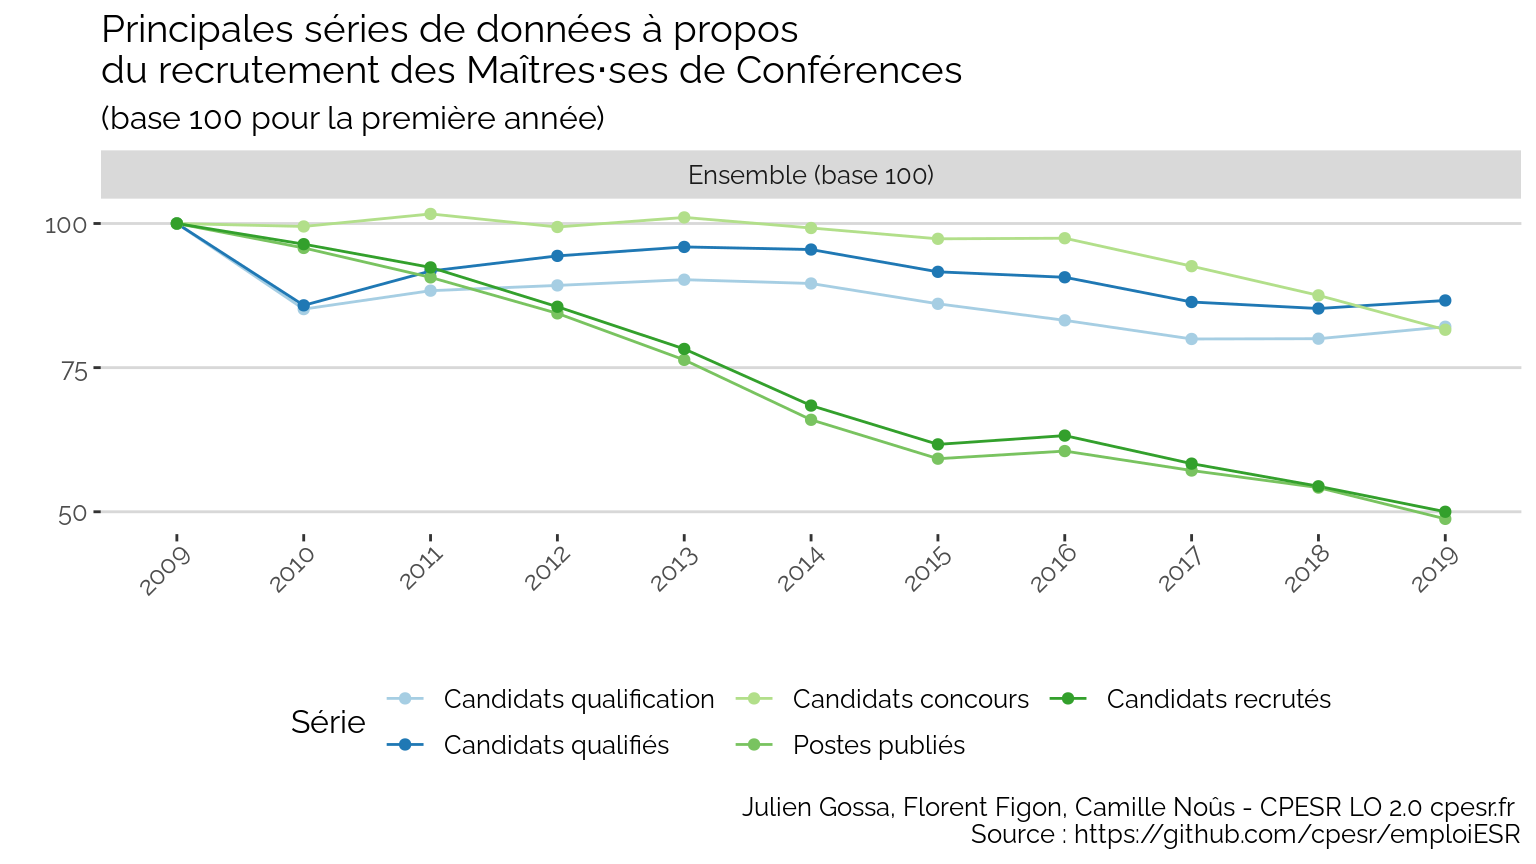 Principales séries de données à propos
du recrutement des Maîtres·ses de Conférences
(base 100 pour la première année)
Ensemble (base 100)
100
75
50
2009
2010
2011
2012
2013
2014
2015
2016
2017
2018
2019
Série
Candidats qualification
Candidats concours
Candidats recrutés
Candidats qualifiés
Postes publiés
Julien Gossa, Florent Figon, Camille Noûs - CPESR LO 2.0 cpesr.fr
Source : https://github.com/cpesr/emploiESR